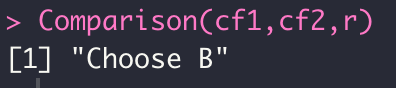 > Comparison(cf1,cf2,r)
[1] "Choose B"